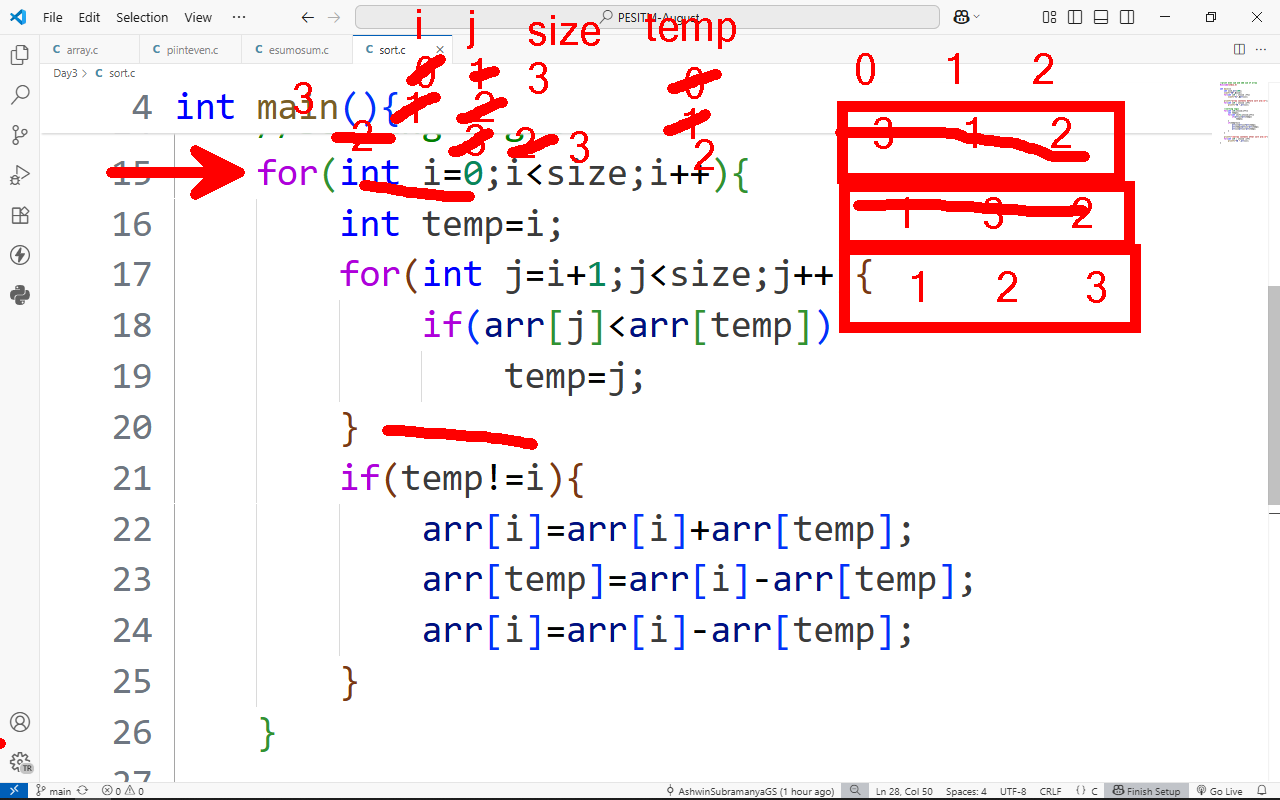 File Edit Selection View ··· PESITM-August
array.c piinteven.c esumosum.c sort.c
Day3 > C sort.c
i j size temp
0 1 3 0
0 1 2
4 int main(){
3 1 2 1
2 3 2 3 2
3 1 2
15 for(int i=0;i<size;i++){
16 int temp=i;
1 3 2
17 for(int j=i+1;j<size;j++ {
1 2 3
18 if(arr[j]<arr[temp])
19 temp=j;
20 }
21 if(temp!=i){
22 arr[i]=arr[i]+arr[temp];
23 arr[temp]=arr[i]-arr[temp];
24 arr[i]=arr[i]-arr[temp];
25 }
26 }
27
TR
main 0 0 AshwinSubramanyaGS (1 hour ago) Ln 28, Col 50 Spaces: 4 UTF-8 CRLF {} C Finish Setup Go Live